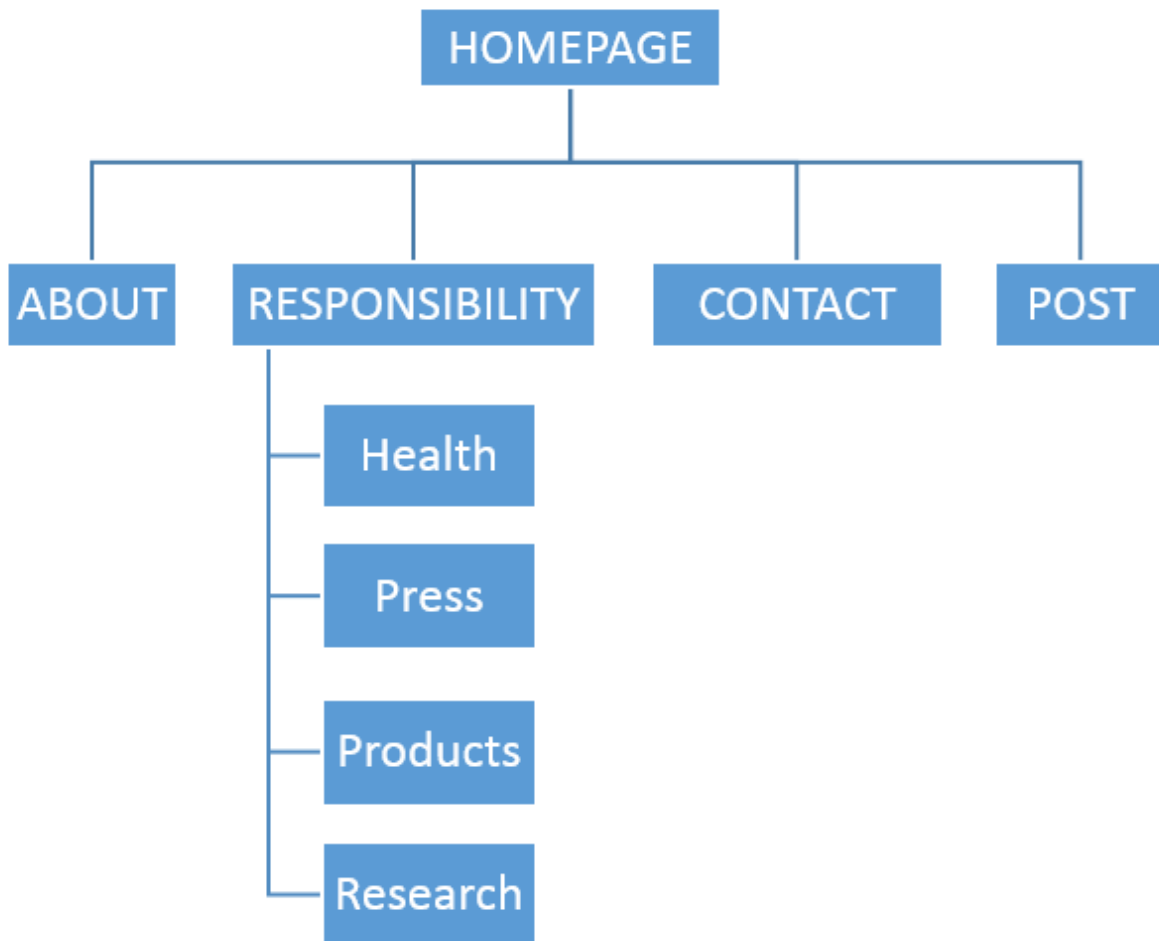 HOMEPAGE
ABOUT
RESPONSIBILITY
CONTACT
POST
Health
Press
Products
Research